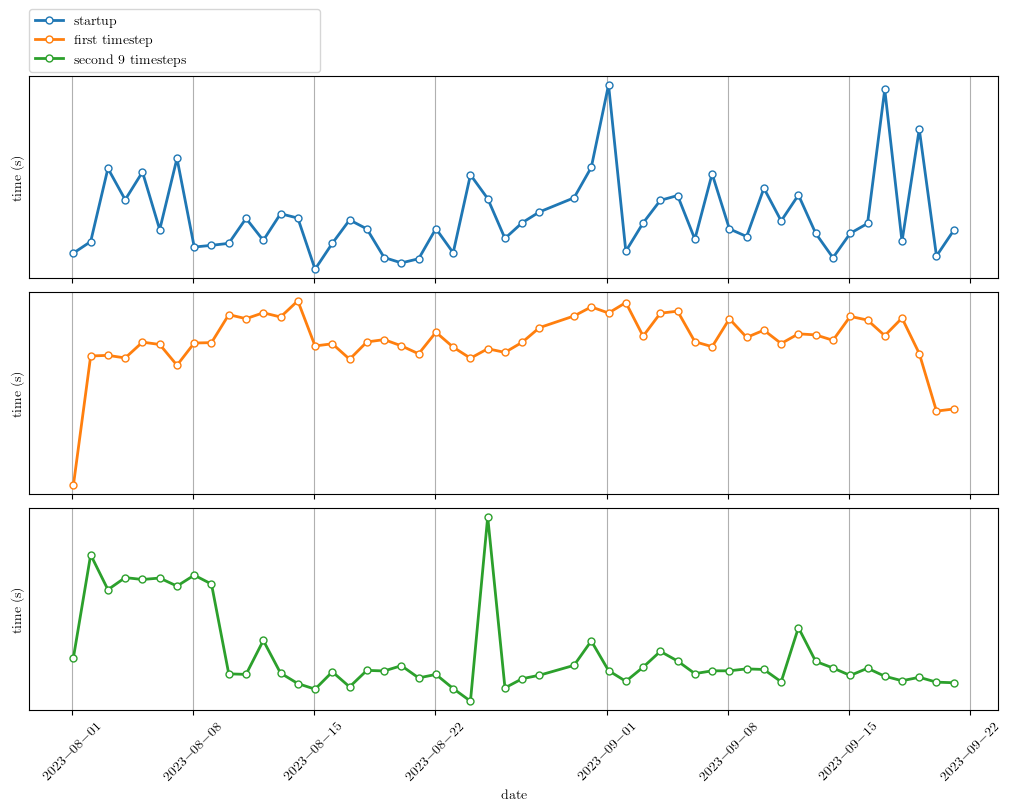 startup
first timestep
second 9 timesteps
time (s)
time (s)
time (s)
2023−08−01
2023−08−08
2023−08−15
2023−08−22
2023−09−01
2023−09−08
2023−09−15
2023−09−22
date